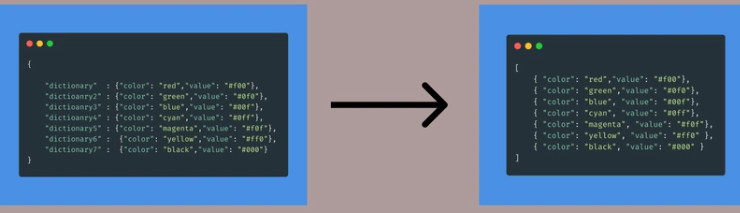 {
"dictionary" : {"color": "red","value": "#f00"},
"dictioanry2" : {"color": "green","value": "#0f0"},
"dictioanry3" : {"color": "blue","value": "#00f"},
"dictioanry4" : {"color": "cyan","value": "#0ff"},
"dictionary5" : {"color": "magenta","value": "#f0f"},
"dictionary6" : {"color": "yellow","value": "#ff0"},
"dictionary7" : {"color": "black","value": "#000"}
}
[
{ "color": "red","value": "#f00"},
{ "color": "green","value": "#0f0"},
{ "color": "blue", "value": "#00f"},
{ "color": "cyan", "value": "#0ff"},
{ "color": "magenta", "value": "#f0f"},
{ "color": "yellow", "value": "#ff0" },
{ "color": "black", "value": "#000" }
]